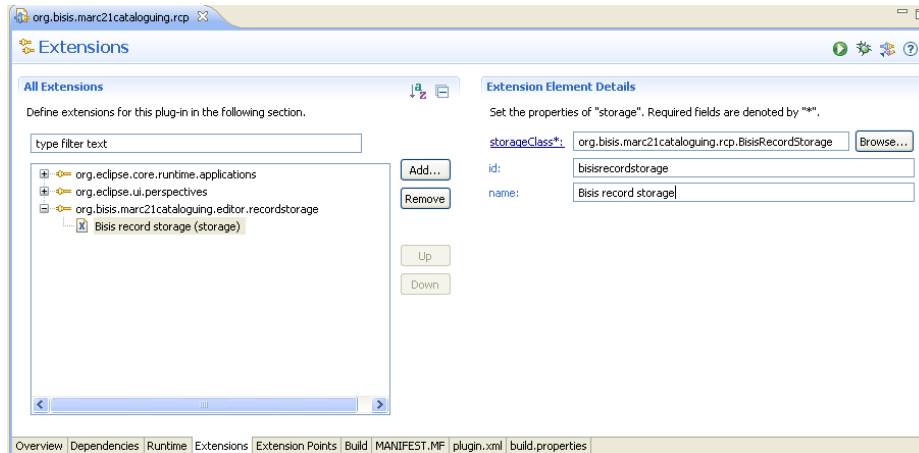 org.bisis.marc21cataloguing.rcp
Extensions
All Extensions
Define extensions for this plug-in in the following section.
type filter text
org.eclipse.core.runtime.applications
org.eclipse.ui.perspectives
org.bisis.marc21cataloguing.editor.recordstorage
Bisis record storage (storage)
Add...
Remove
Up
Down
Extension Element Details
Set the properties of "storage". Required fields are denoted by "*".
storageClass*: org.bisis.marc21cataloguing.rcp.BisisRecordStorage Browse...
id: bisisrecordstorage
name: Bisis record storage
Overview Dependencies Runtime Extensions Extension Points Build MANIFEST.MF plugin.xml build.properties